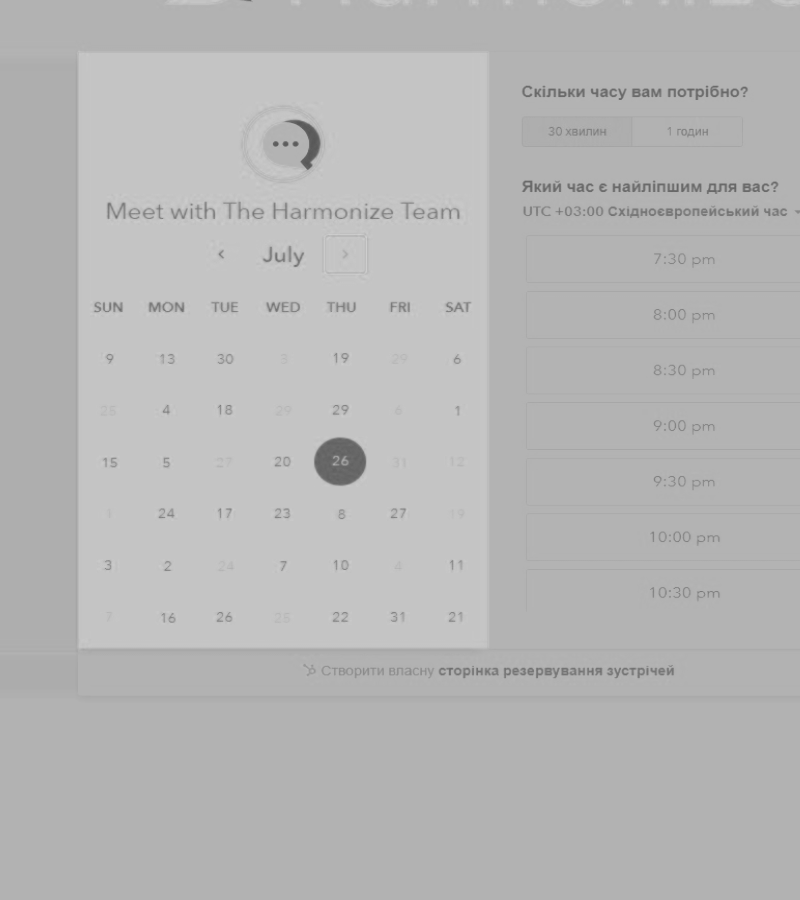 Meet with The Harmonize Team
July
SUN MON TUE WED THU FRI SAT
9 13 30 19 29 6
4 18 29 29 6 1
15 5 27 20 26 31 12
1 24 17 23 8 27 19
3 2 24 7 10 4 11
7 16 26 22 31 21
Скільки часу вам потрібно?
30 хвилин 1 годин
Який час є найліпшим для вас?
UTC +03:00 Східноєвропейський час
7:30 pm
8:00 pm
8:30 pm
9:00 pm
9:30 pm
10:00 pm
10:30 pm
Створити власну сторінка резервування зустрічей